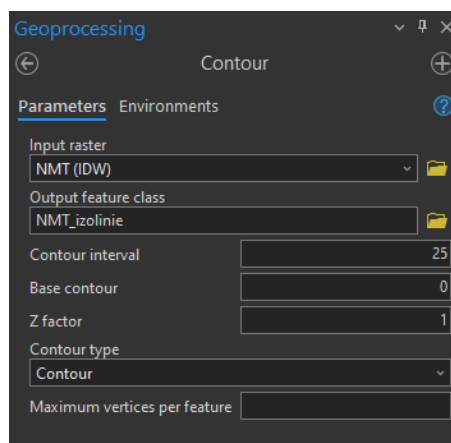 Geoprocessing
Contour
Parameters Environments
Input raster
NMT (IDW)
Output feature class
NMT_izolinie
Contour interval 25
Base contour 0
Z factor 1
Contour type
Contour
Maximum vertices per feature